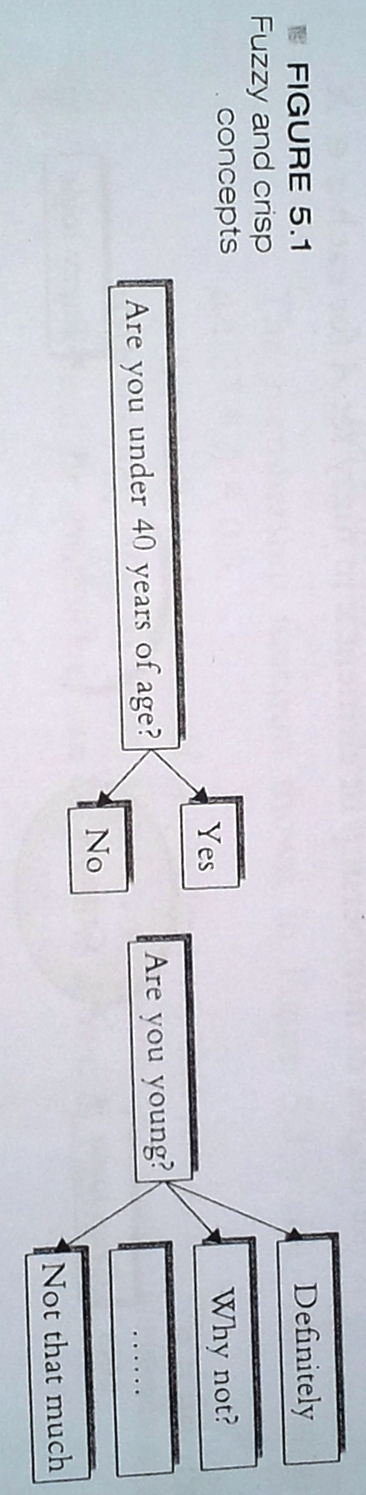 FIGURE 5.1
Fuzzy and crisp
concepts
Are you under 40 years of age?
Yes
No
Are you young?
Definitely
Why not?
......
Not that much